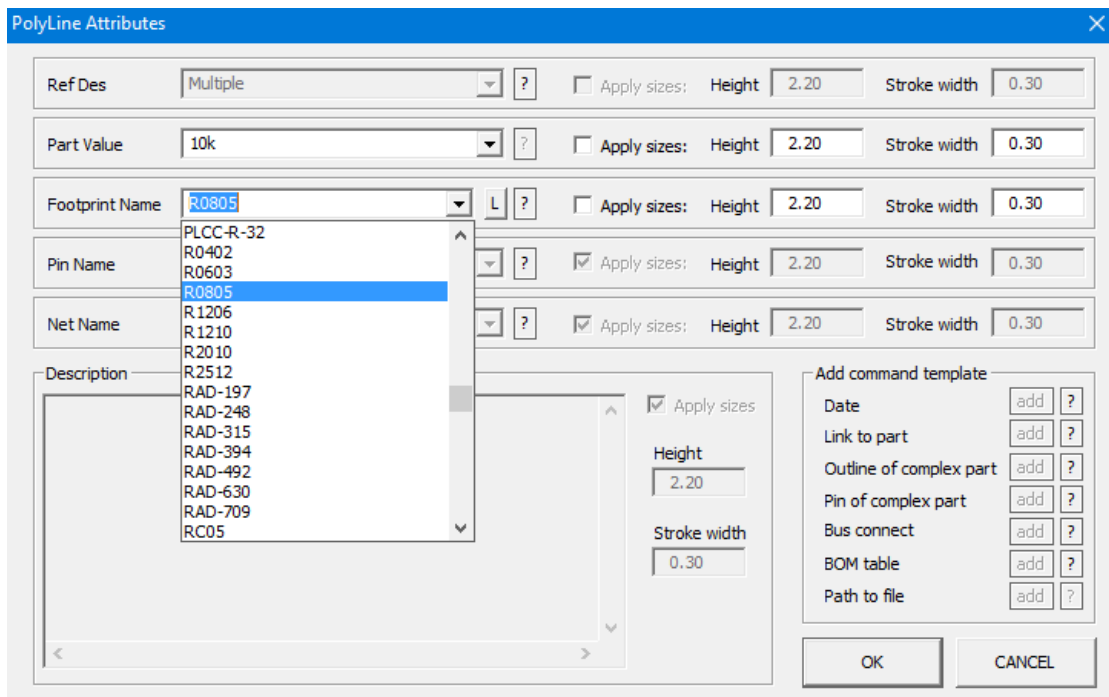 PolyLine Attributes
Ref Des Multiple ? Apply sizes: Height 2.20 Stroke width 0.30
Part Value 10k ? Apply sizes: Height 2.20 Stroke width 0.30
Footprint Name R0805 L ? Apply sizes: Height 2.20 Stroke width 0.30
PLCC-R-32
R0402
R0603
R0805
R1206
R1210
R2010
R2512
RAD-197
RAD-248
RAD-315
RAD-394
RAD-492
RAD-630
RAD-709
RC05
Pin Name ? Apply sizes: Height 2.20 Stroke width 0.30
Net Name ? Apply sizes: Height 2.20 Stroke width 0.30
Description
Apply sizes
Height
2.20
Stroke width
0.30
Add command template
Date add ?
Link to part add ?
Outline of complex part add ?
Pin of complex part add ?
Bus connect add ?
BOM table add ?
Path to file add ?
OK CANCEL